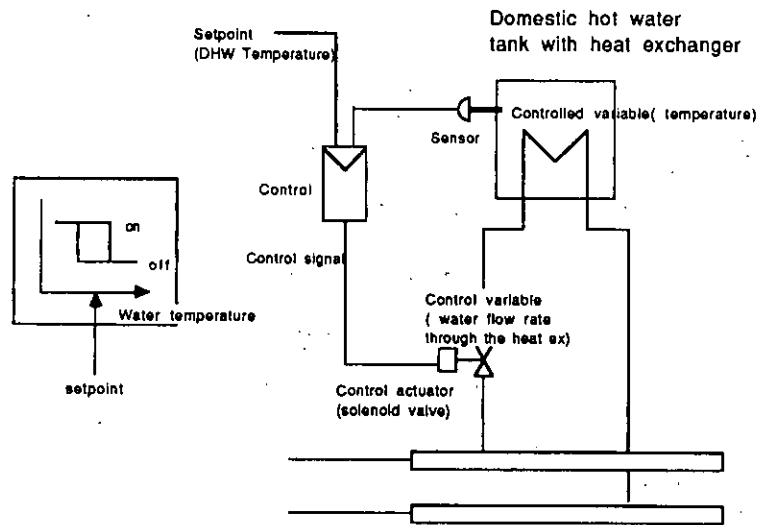 Domestic hot water
tank with heat exchanger
Setpoint
(DHW Temperature)
Controlled variable( temperature)
Sensor
Control
on
off
Control signal
Water temperature
Control variable
( water flow rate
through the heat ex)
setpoint
Control actuator
(solenoid valve)